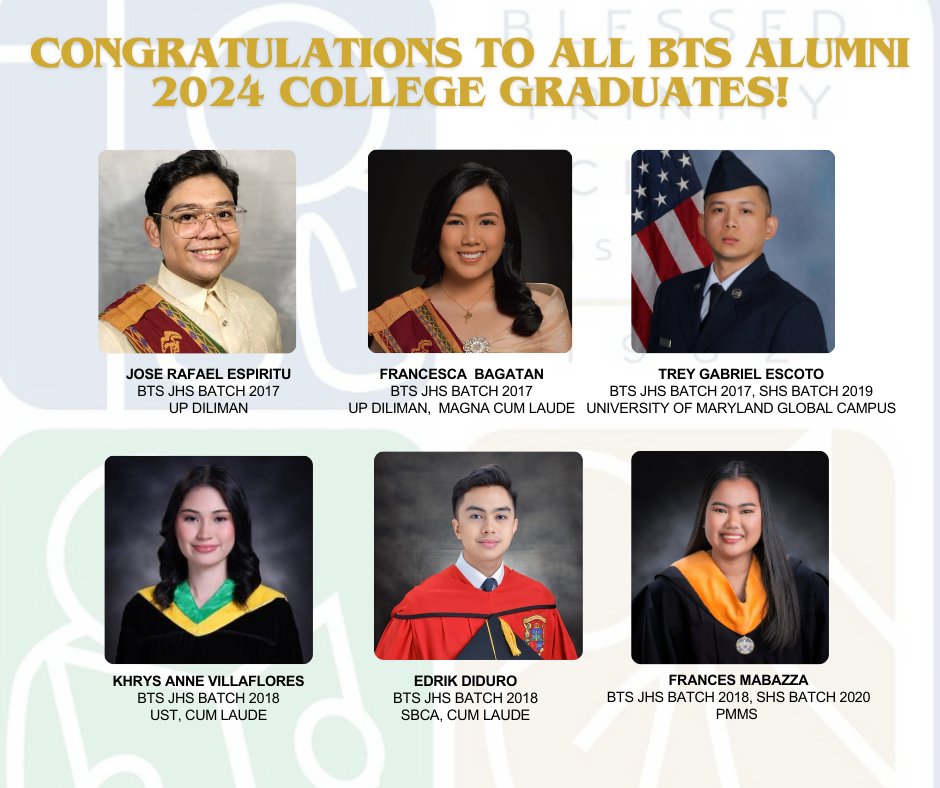 BLESSED
CONGRATULATIONS TO ALL BTS ALUMNI
2024 COLLEGE GRADUATES!
TRINITY
JOSE RAFAEL ESPIRITU
BTS JHS BATCH 2017
UP DILIMAN
FRANCESCA BAGATAN
BTS JHS BATCH 2017
UP DILIMAN, MAGNA CUM LAUDE
TREY GABRIEL ESCOTO
BTS JHS BATCH 2017, SHS BATCH 2019
UNIVERSITY OF MARYLAND GLOBAL CAMPUS
KHRYS ANNE VILLAFLORES
BTS JHS BATCH 2018
UST, CUM LAUDE
EDRIK DIDURO
BTS JHS BATCH 2018
SBCA, CUM LAUDE
FRANCES MABAZZA
BTS JHS BATCH 2018, SHS BATCH 2020
PMMS